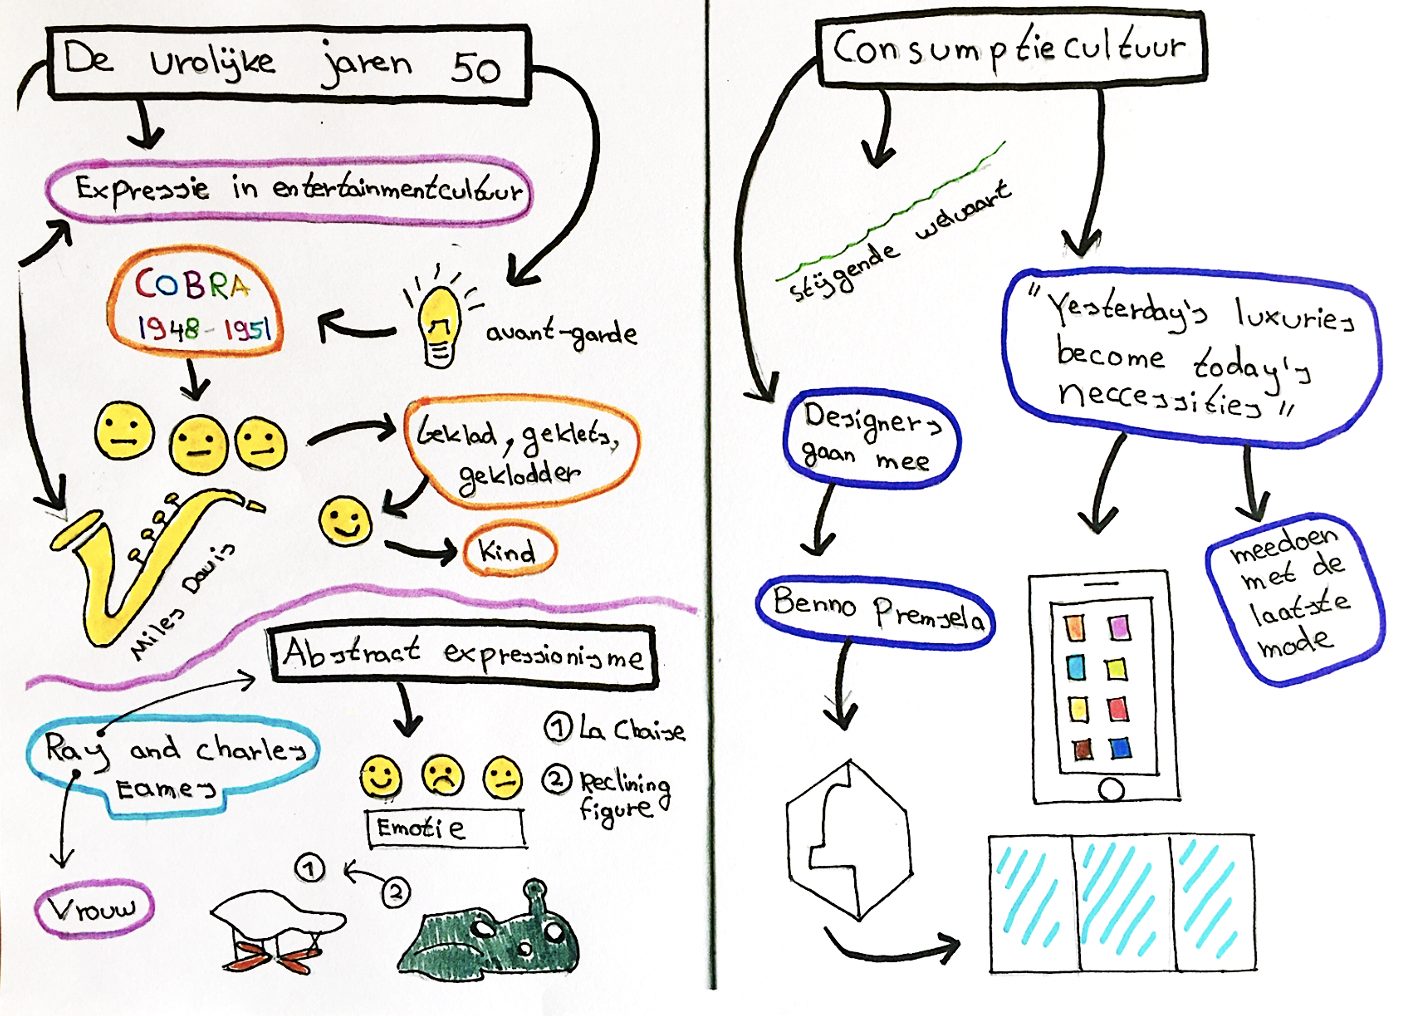 De vrolijke jaren 50
Expressie in entertainmentcultuur
COBRA
1948-1951
avant-garde
Geklad, geklets,
geklodder
Kind
Miles Davis
Abstract expressionisme
Ray and charles
Eames
Vrouw
1 La Chaise
2 Reclining
figure
Emotie
1
2
Consumptiecultuur
stijgende welvaart
"Yesterday's luxuries
become today's
neccessities"
Designers
gaan mee
Benno Premsela
meedoen
met de
laatste
mode